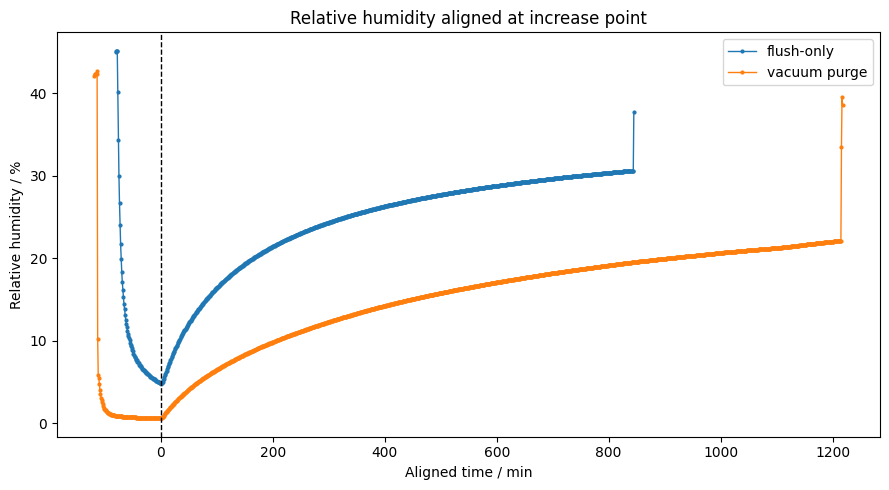 Relative humidity aligned at increase point
flush-only
vacuum purge
Relative humidity / %
40
30
20
10
0
0
200
400
600
800
1000
1200
Aligned time / min